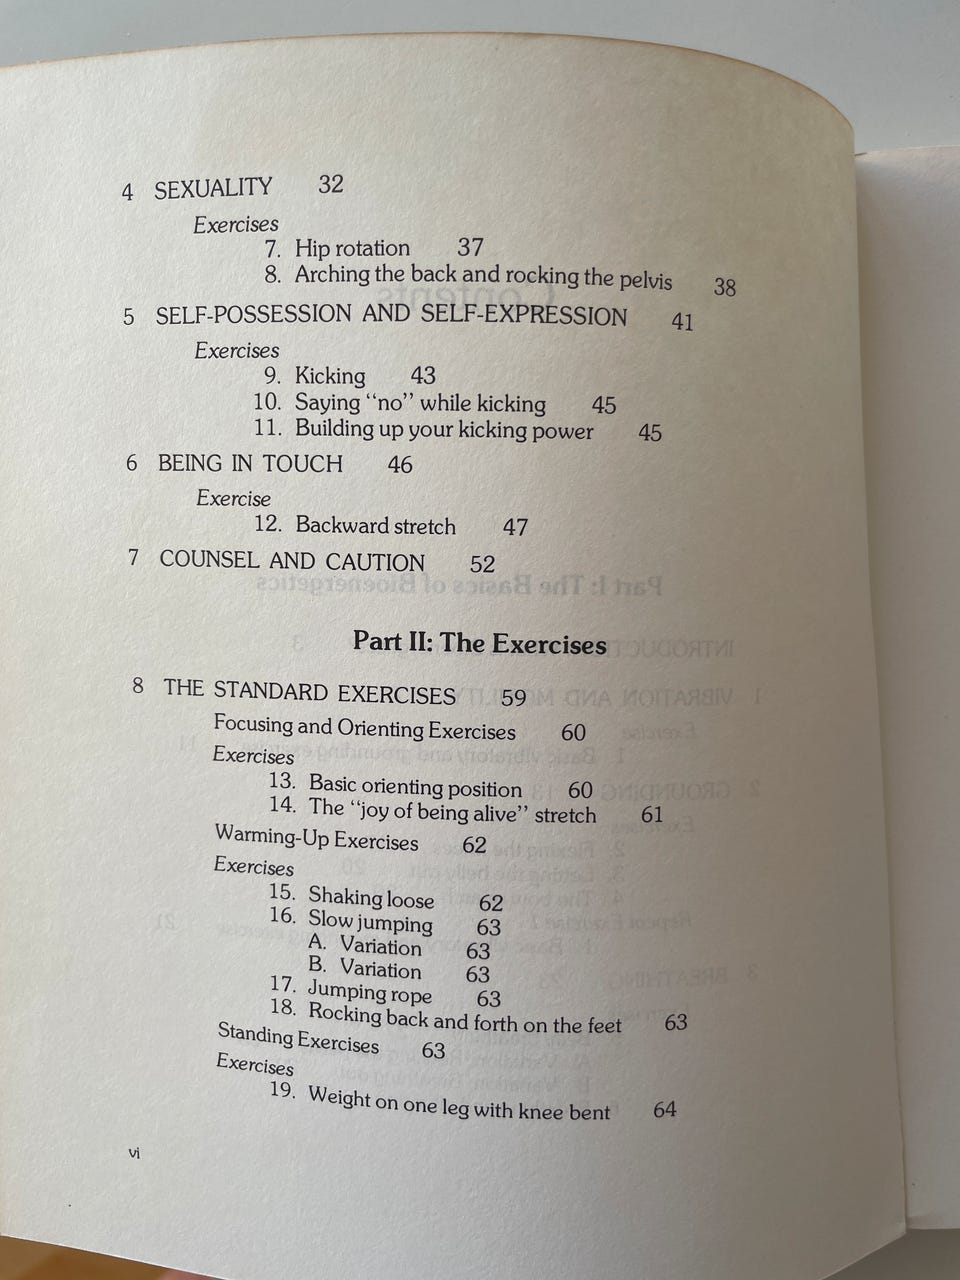 4 SEXUALITY 32
Exercises
7. Hip rotation 37
8. Arching the back and rocking the pelvis 38
5 SELF-POSSESSION AND SELF-EXPRESSION 41
Exercises
9. Kicking 43
10. Saying “no” while kicking 45
11. Building up your kicking power 45
6 BEING IN TOUCH 46
Exercise
12. Backward stretch 47
7 COUNSEL AND CAUTION 52
Part II: The Exercises
8 THE STANDARD EXERCISES 59
Focusing and Orienting Exercises 60
Exercises
13. Basic orienting position 60
14. The “joy of being alive” stretch 61
Warming-Up Exercises 62
Exercises
15. Shaking loose 62
16. Slow jumping 63
A. Variation 63
B. Variation 63
17. Jumping rope 63
18. Rocking back and forth on the feet 63
Standing Exercises 63
Exercises
19. Weight on one leg with knee bent 64
vi